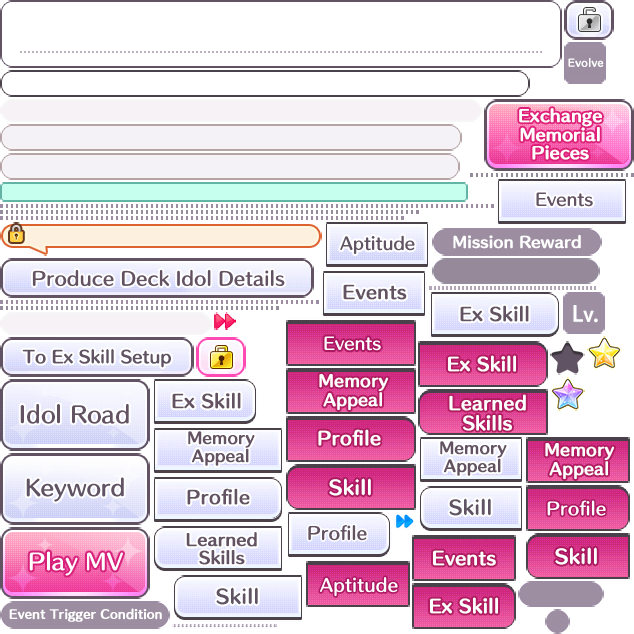 Evolve
Exchange
Memorial
Pieces
Events
Aptitude
Mission Reward
Produce Deck Idol Details
Events
Ex Skill
Lv.
Events
To Ex Skill Setup
Ex Skill
Memory
Appeal
Idol Road
Ex Skill
Learned
Skills
Memory
Appeal
Profile
Memory
Appeal
Memory
Appeal
Keyword
Profile
Skill
Skill
Profile
Profile
Learned
Skills
Play MV
Events
Skill
Aptitude
Skill
Ex Skill
Event Trigger Condition